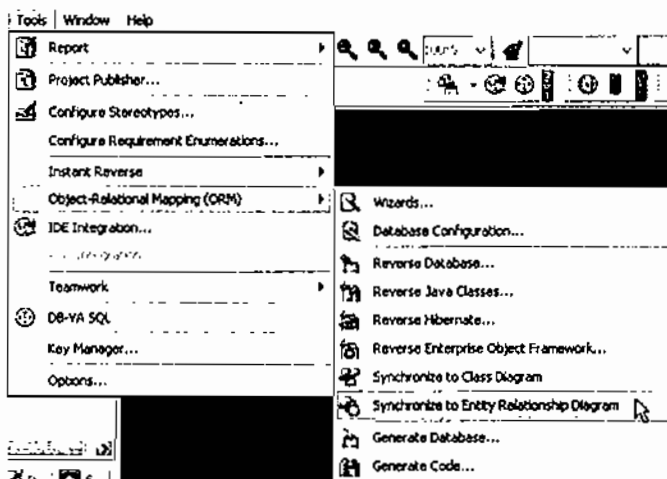 Tools Window Help
Report
Project Publisher...
Configure Stereotypes...
Configure Requirement Enumerations...
Instant Reverse
Object-Relational Mapping (ORM)
IDE Integration...
Teamwork
DB-VA SQL
Key Manager...
Options...
Wizards...
Database Configuration...
Reverse Database...
Reverse Java Classes...
Reverse Hibernate...
Reverse Enterprise Object Framework...
Synchronize to Class Diagram
Synchronize to Entity Relationship Diagram
Generate Database...
Generate Code...